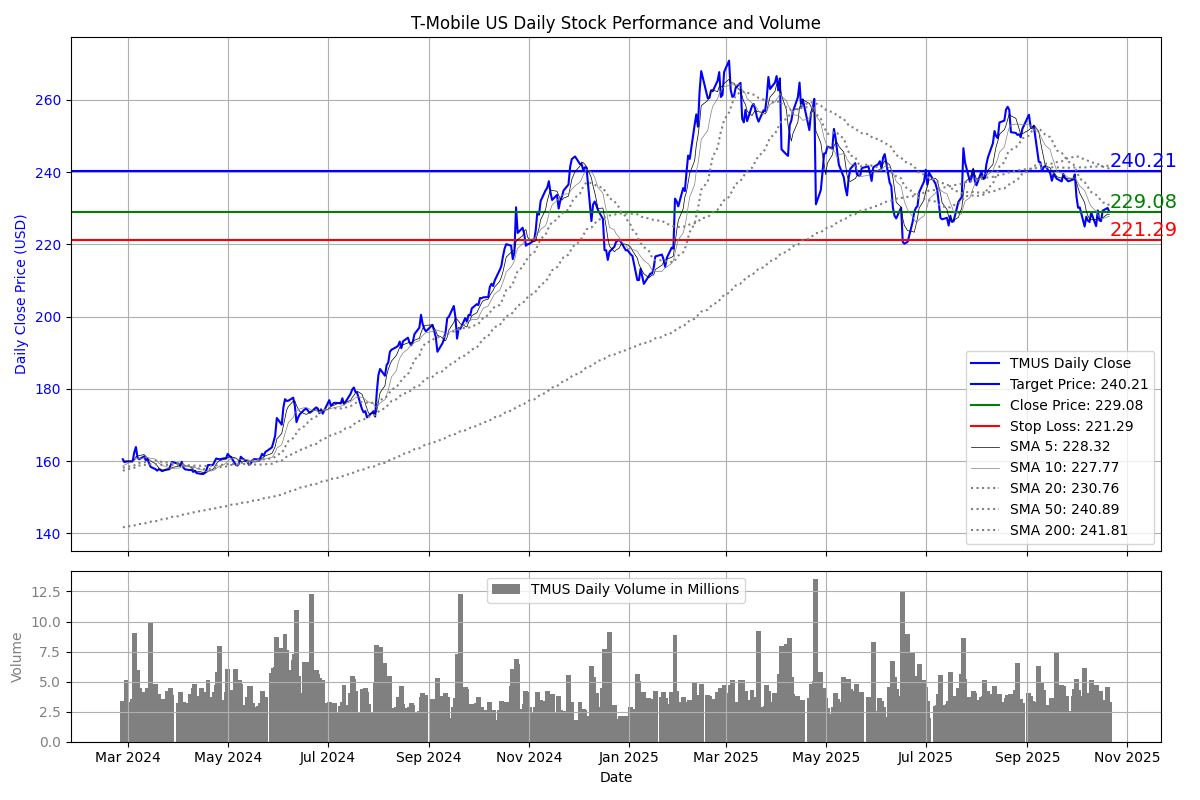 T-Mobile US Daily Stock Performance and Volume
Daily Close Price (USD)
260
240
220
200
180
160
140
240.21
229.08
221.29
TMUS Daily Close
Target Price: 240.21
Close Price: 229.08
Stop Loss: 221.29
SMA 5: 228.32
SMA 10: 227.77
SMA 20: 230.76
SMA 50: 240.89
SMA 200: 241.81
Volume
12.5
10.0
7.5
5.0
2.5
0.0
TMUS Daily Volume in Millions
Mar 2024 May 2024 Jul 2024 Sep 2024 Nov 2024 Jan 2025 Mar 2025 May 2025 Jul 2025 Sep 2025 Nov 2025
Date